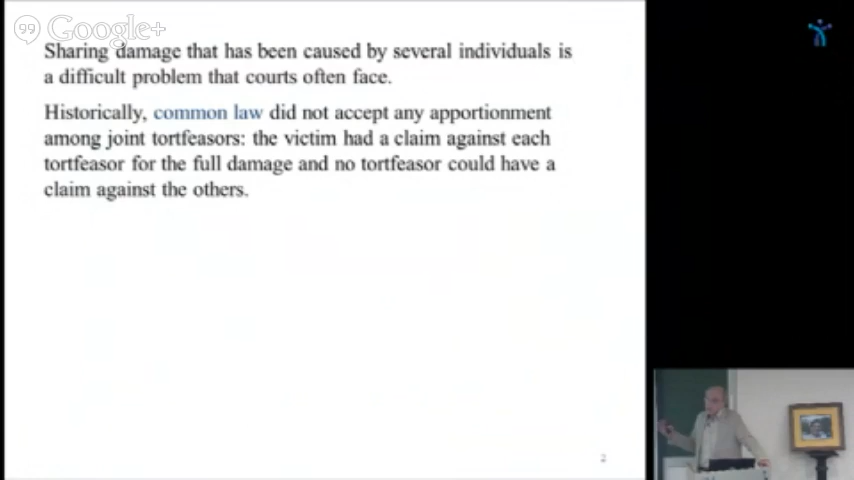 Google+
Sharing damage that has been caused by several individuals is
a difficult problem that courts often face.
Historically, common law did not accept any apportionment
among joint tortfeasors: the victim had a claim against each
tortfeasor for the full damage and no tortfeasor could have a
claim against the others.
2